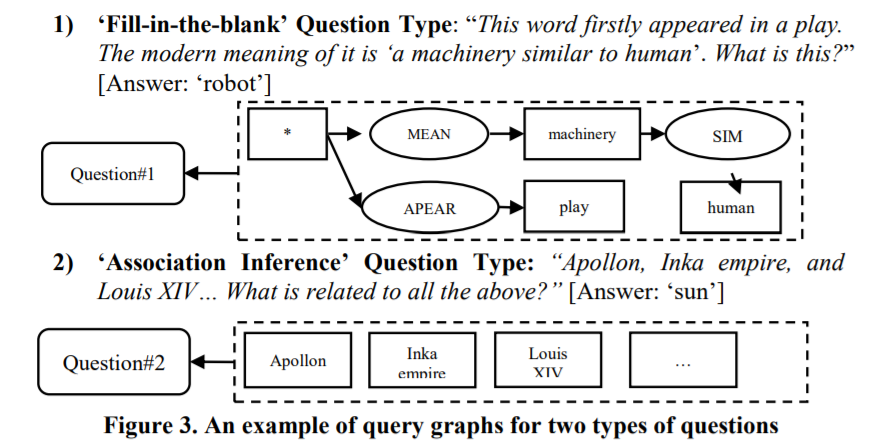 1) ‘Fill-in-the-blank’ Question Type: “This word firstly appeared in a play.
The modern meaning of it is ‘a machinery similar to human’. What is this?”
[Answer: ‘robot’]
* MEAN machinery SIM
Question#1
APEAR play human
2) ‘Association Inference’ Question Type: “Apollon, Inka empire, and
Louis XIV… What is related to all the above?” [Answer: ‘sun’]
Question#2 Apollon Inka empire Louis XIV …
Figure 3. An example of query graphs for two types of questions